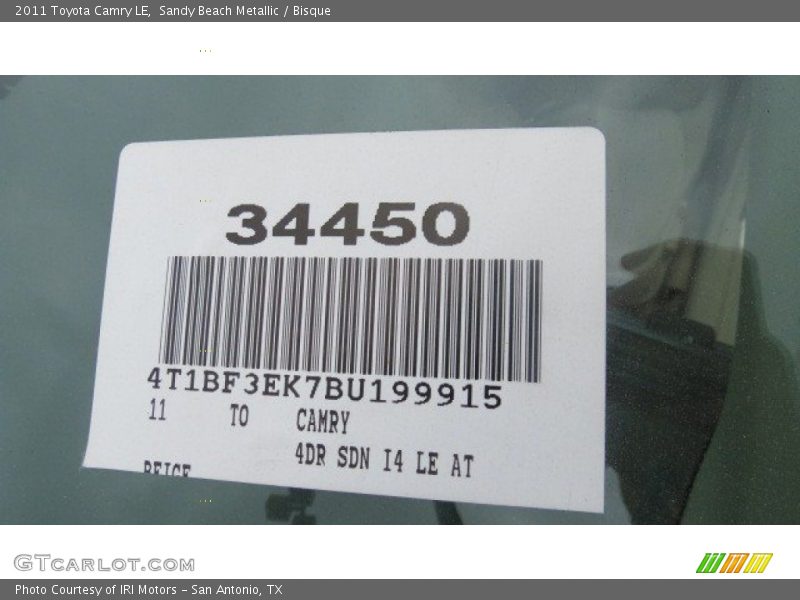 2011 Toyota Camry LE,  Sandy Beach Metallic / Bisque
34450
4T1BF3EK7BU199915
11 TO CAMRY
4DR SDN I4 LE AT
BEIGE
GTCARLOT.COM
Photo Courtesy of IRI Motors – San Antonio, TX